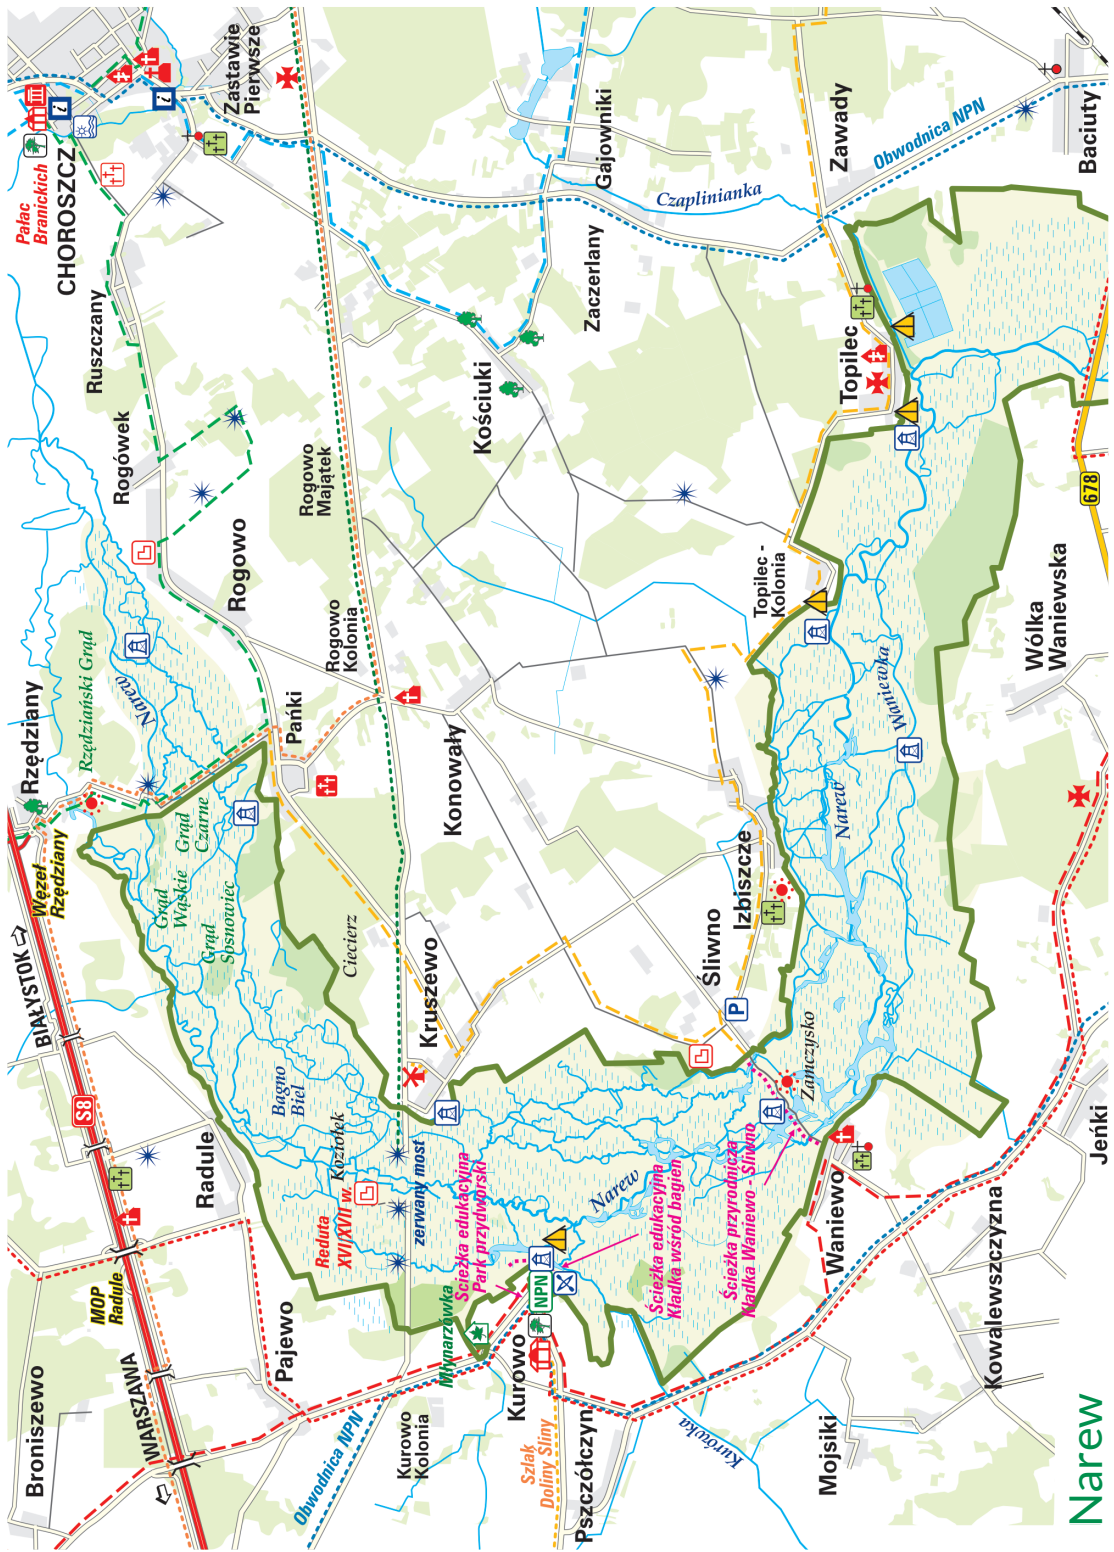 Pałac
Branickich
CHOROSZCZ
Zastawie
Pierwsze
Ruszczany
Rogówek
Rogowo
Rogowo
Majątek
Rogowo
Kolonia
Rzędziany
Rzędziański Grąd
Narew
Węzeł
Rzędziany
BIAŁYSTOK
S8
Grąd
Wąskie
Grąd
Czarne
Grąd
Sosnowiec
Pańki
Konowały
Ciecierz
Kruszewo
Bagno
Biel
Koziołek
Reduta
XVI/XVII w.
zerwany most
Radule
MOP
Radule
WARSZAWA
Broniszewo
Pajewo
Obwodnica NPN
Kurowo
Kolonia
Młynarzówka
Kurowo
NPN
Szlak
Doliny Śliny
Pszczółczyn
Ścieżka edukacyjna
Park przydworski
Ścieżka edukacyjna
Kładka wśród bagien
Ścieżka przyrodnicza
Kładka Waniewo - Śliwno
Narew
Kurówka
Mojsiki
Kowalewszczyzna
Waniewo
Jeńki
Zamczysko
Śliwno
P
Izbiszcze
Narew
Waniewka
Wólka
Waniewska
678
Topilec -
Kolonia
Topilec
Kościuki
Zaczerlany
Gajowniki
Czaplinianka
Zawady
Obwodnica NPN
Baciuty
i
i
Narew